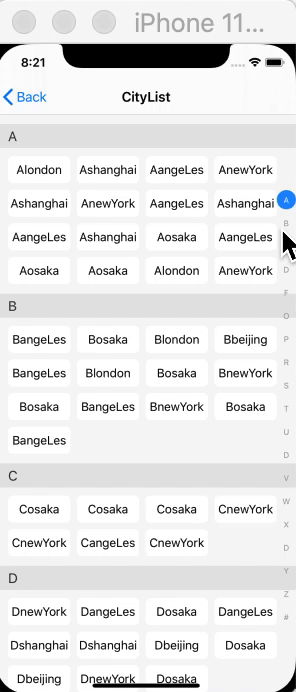 iPhone 11...
8:21
Back CityList
A
Alondon Ashanghai AangeLes AnewYork
Ashanghai AnewYork AangeLes Ashanghai A
B
AangeLes Ashanghai Aosaka AangeLes
Aosaka Aosaka Alondon AnewYork D
F
B O
BangeLes Bosaka Blondon Bbeijing P
R
BangeLes Blondon Bosaka BnewYork S
Bosaka BangeLes BnewYork Bosaka T
U
BangeLes D
C V
Cosaka Cosaka Cosaka CnewYork W
X
CnewYork CangeLes CnewYork D
D Y
Z
DnewYork DangeLes Dosaka DangeLes #
Dshanghai Dshanghai Dbeijing Dosaka
Dbeijing DnewYork Dosaka